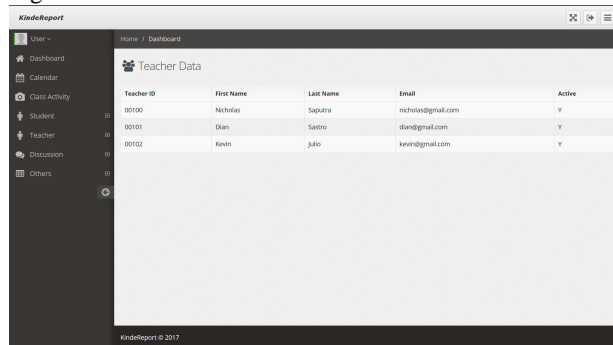 KindeReport
User
Home / Dashboard
Dashboard
Calendar
Class Activity
Student
Teacher
Discussion
Others
Teacher Data
Teacher ID First Name Last Name Email Active
00100 Nicholas Saputra nicholas@gmail.com Y
00101 Dian Sastro dian@gmail.com Y
00102 Kevin Julio kevin@gmail.com Y
KindeReport © 2017